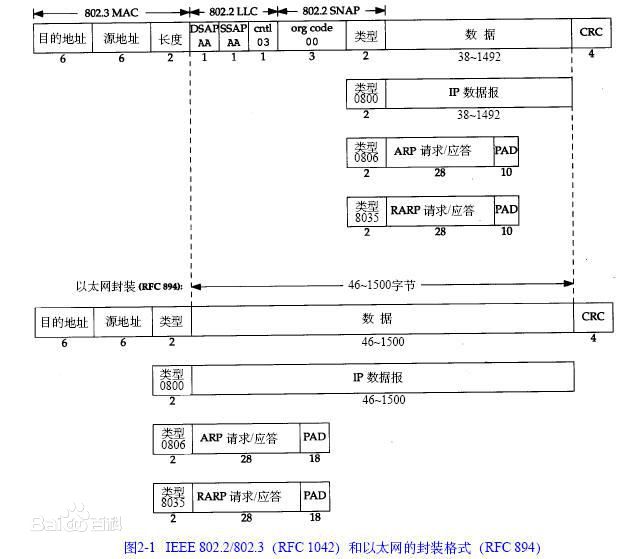 802.3 MAC 802.2 LLC 802.2 SNAP
目的地址 源地址 长度 DSAP AA SSAP AA cntl 03 org code 00 类型 数 据 CRC
6 6 2 1 1 1 3 2 38~1492 4
类型 0800 IP 数据报
2 38~1492
类型 0806 ARP 请求/应答 PAD
2 28 10
类型 8035 RARP 请求/应答 PAD
2 28 10
以太网封装(RFC 894): 46~1500字节
目的地址 源地址 类型 数 据 CRC
6 6 2 46~1500 4
类型 0800 IP 数据报
2 46~1500
类型 0806 ARP 请求/应答 PAD
2 28 18
类型 8035 RARP 请求/应答 PAD
2 28 18
Bai百科
图2-1 IEEE 802.2/802.3（RFC 1042）和以太网的封装格式（RFC 894）